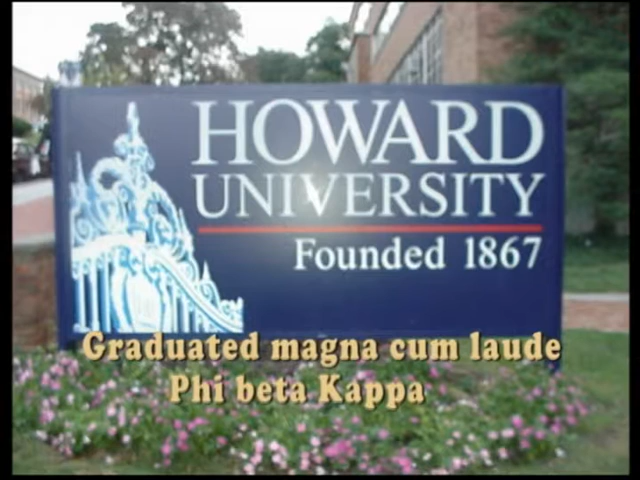 HOWARD
UNIVERSITY
Founded 1867
Graduated magna cum laude
Phi beta Kappa